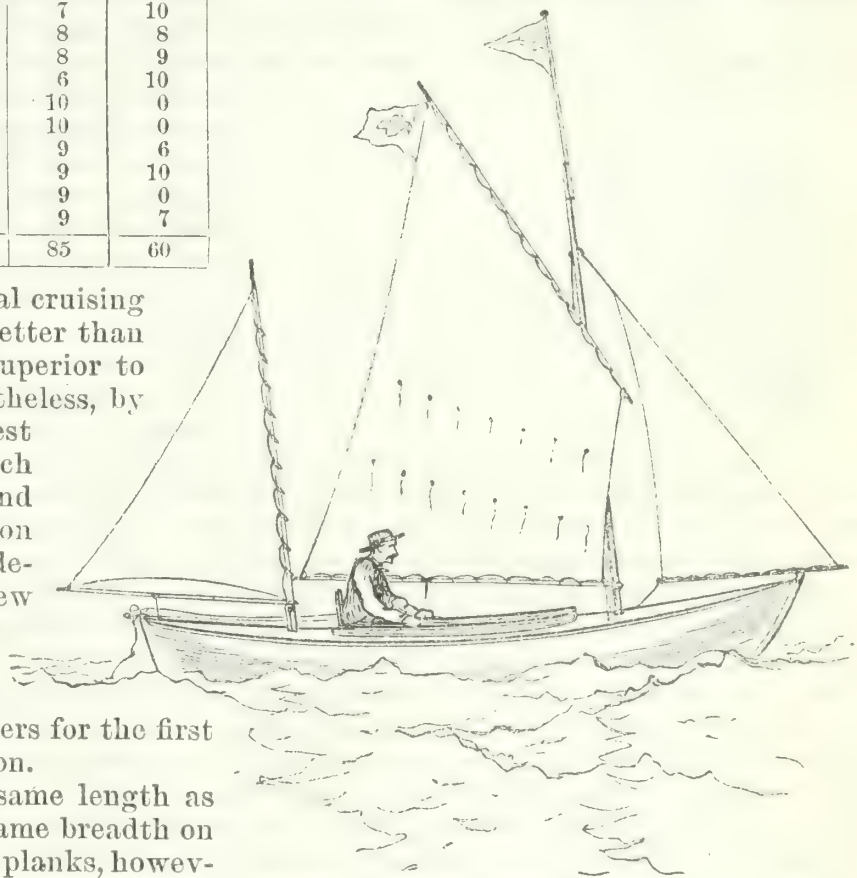 7 10
8 8
8 9
6 10
10 0
10 0
9 6
9 10
9 0
9 7
85 60
al cruising
etter than
uperior to
theless, by
est
ch
nd
on
de-
ew
ers for the first
on.
same length as
ame breadth on
planks, howev-